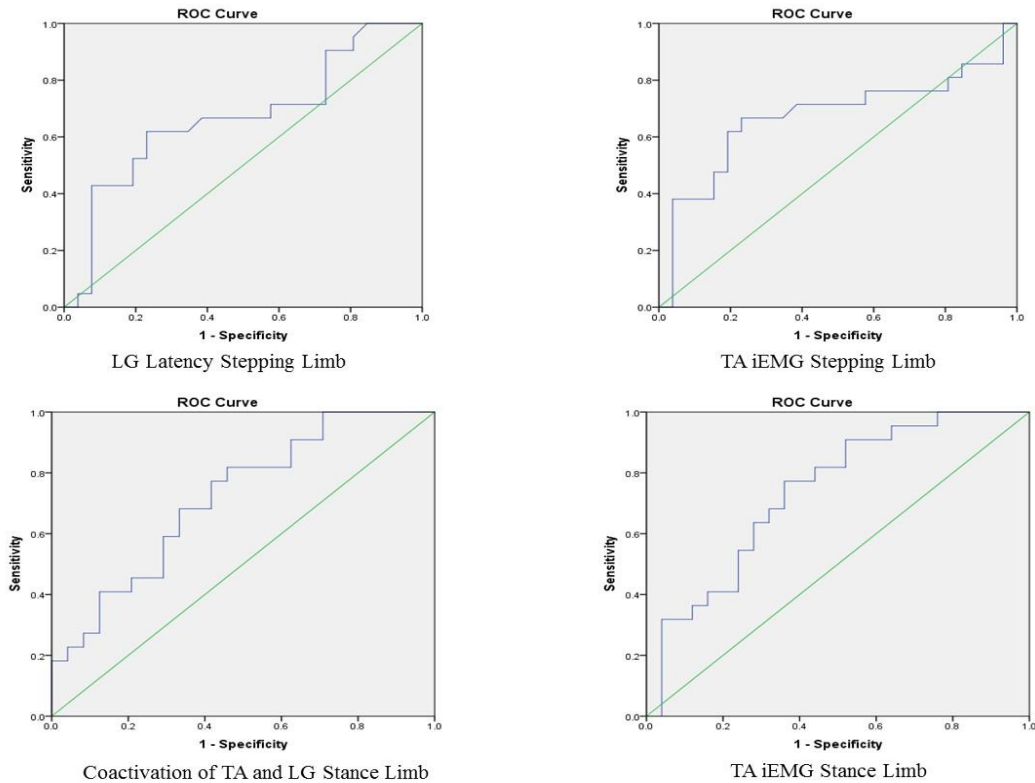 ROC Curve
1.0
0.8
0.6
0.4
0.2
0.0
Sensitivity
0.0 0.2 0.4 0.6 0.8 1.0
1 - Specificity
LG Latency Stepping Limb
ROC Curve
1.0
0.8
0.6
0.4
0.2
0.0
Sensitivity
0.0 0.2 0.4 0.6 0.8 1.0
1 - Specificity
TA iEMG Stepping Limb
ROC Curve
1.0
0.8
0.6
0.4
0.2
0.0
Sensitivity
0.0 0.2 0.4 0.6 0.8 1.0
1 - Specificity
Coactivation of TA and LG Stance Limb
ROC Curve
1.0
0.8
0.6
0.4
0.2
0.0
Sensitivity
0.0 0.2 0.4 0.6 0.8 1.0
1 - Specificity
TA iEMG Stance Limb